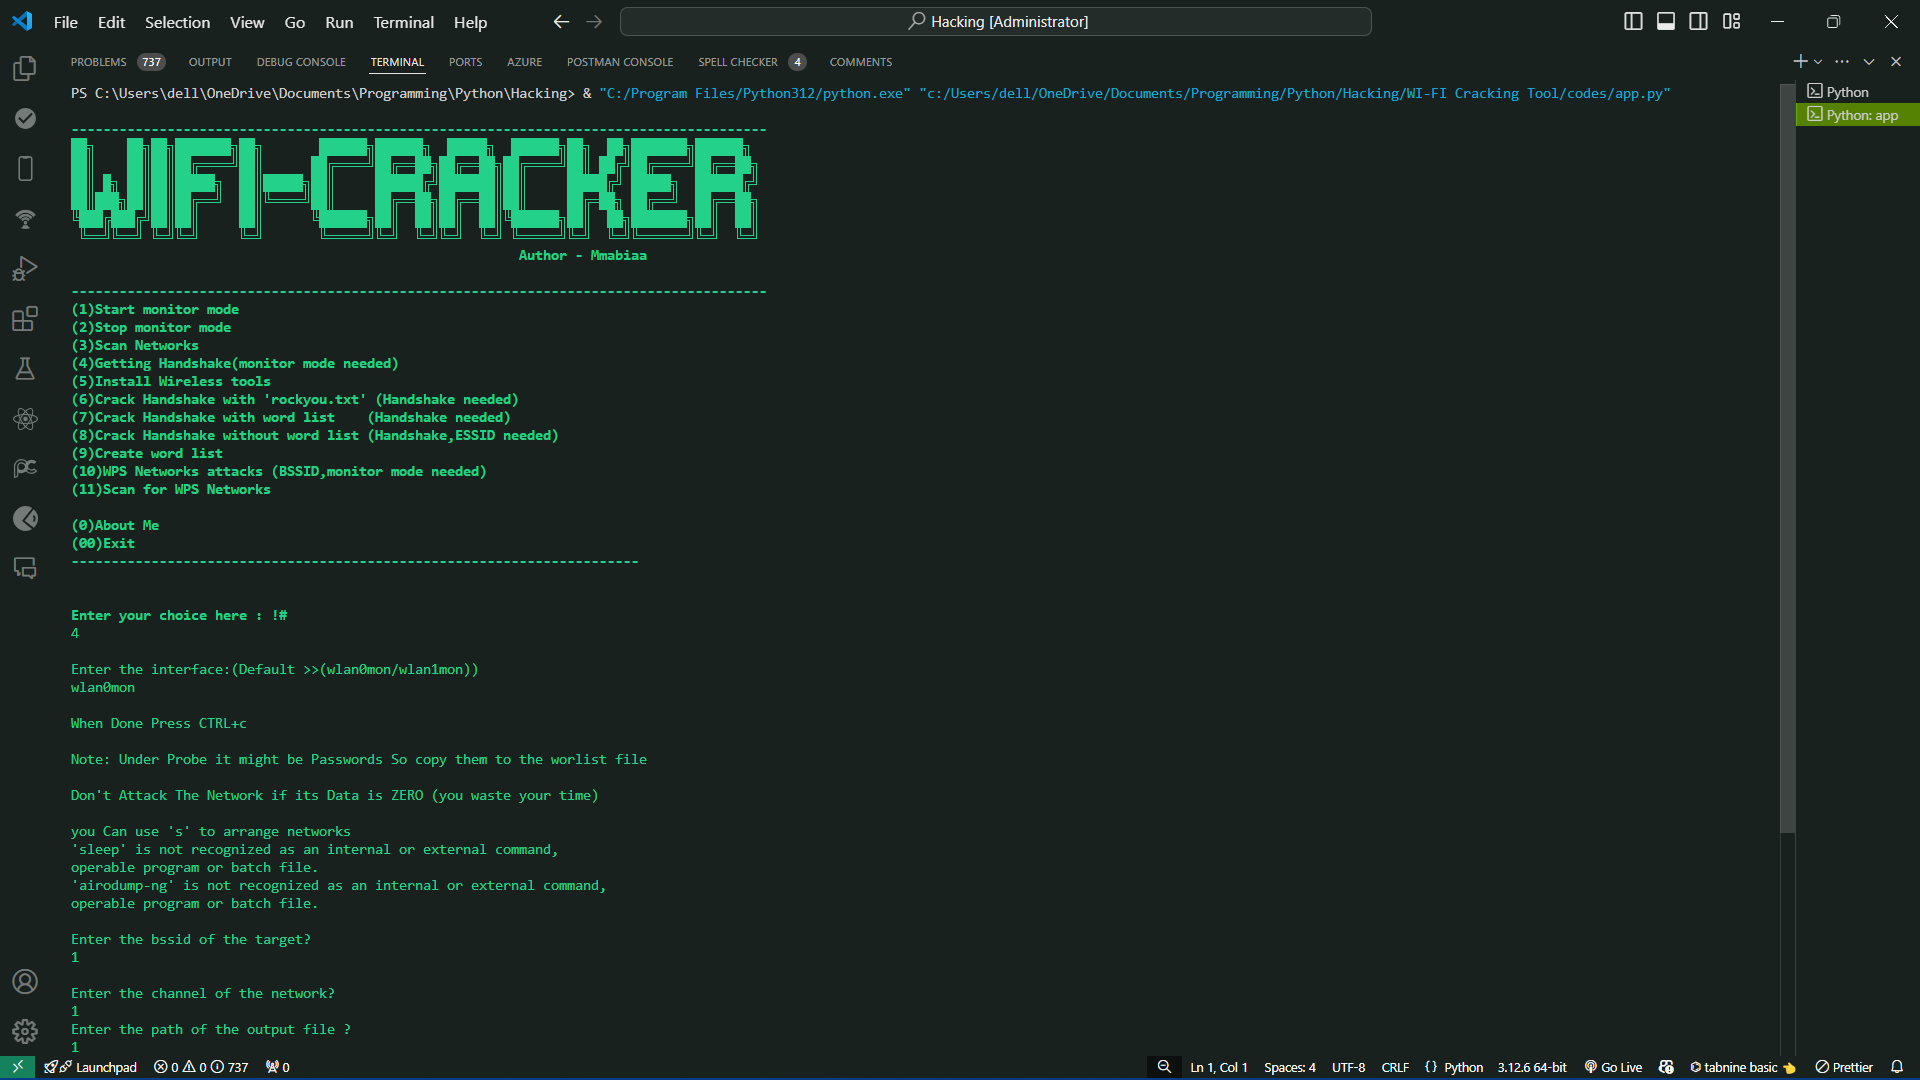 File Edit Selection View Go Run Terminal Help
Hacking [Administrator]
PROBLEMS 737 OUTPUT DEBUG CONSOLE TERMINAL PORTS AZURE POSTMAN CONSOLE SPELL CHECKER 4 COMMENTS
PS C:\Users\dell\OneDrive\Documents\Programming\Python\Hacking> & "C:/Program Files/Python312/python.exe" "c:/Users/dell/OneDrive/Documents/Programming/Python/Hacking/WI-FI Cracking Tool/codes/app.py"
Python
Python: app
--------------------------------------------------------------------------------------
WIFI-CRACKER
Author - Mmabiaa
--------------------------------------------------------------------------------------
(1)Start monitor mode
(2)Stop monitor mode
(3)Scan Networks
(4)Getting Handshake(monitor mode needed)
(5)Install Wireless tools
(6)Crack Handshake with 'rockyou.txt' (Handshake needed)
(7)Crack Handshake with word list    (Handshake needed)
(8)Crack Handshake without word list (Handshake,ESSID needed)
(9)Create word list
(10)WPS Networks attacks (BSSID,monitor mode needed)
(11)Scan for WPS Networks
(0)About Me
(00)Exit
-----------------------------------------------------------------------
Enter your choice here : !#
4
Enter the interface:(Default >>(wlan0mon/wlan1mon))
wlan0mon
When Done Press CTRL+c
Note: Under Probe it might be Passwords So copy them to the worlist file
Don't Attack The Network if its Data is ZERO (you waste your time)
you Can use 's' to arrange networks
'sleep' is not recognized as an internal or external command,
operable program or batch file.
'airodump-ng' is not recognized as an internal or external command,
operable program or batch file.
Enter the bssid of the target?
1
Enter the channel of the network?
1
Enter the path of the output file ?
1
Launchpad 0 0 737 0 Ln 1, Col 1 Spaces: 4 UTF-8 CRLF {} Python 3.12.6 64-bit Go Live tabnine basic Prettier